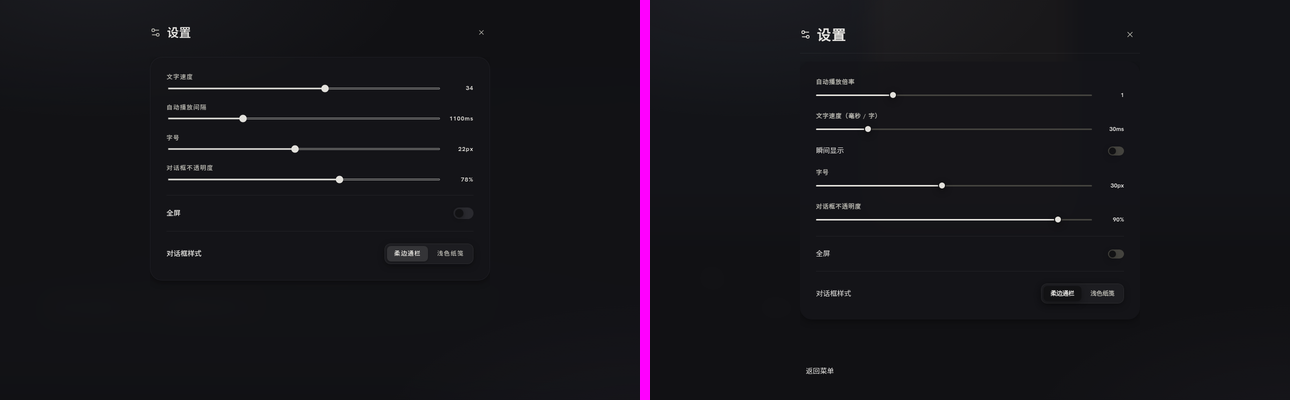 设置
文字速度
34
自动播放间隔
1100ms
字号
22px
对话框不透明度
78%
全屏
对话框样式
柔边通栏 浅色纸笺
设置
自动播放倍率
1
文字速度（毫秒 / 字）
30ms
瞬间显示
字号
30px
对话框不透明度
90%
全屏
对话框样式
柔边通栏 浅色纸笺
返回菜单